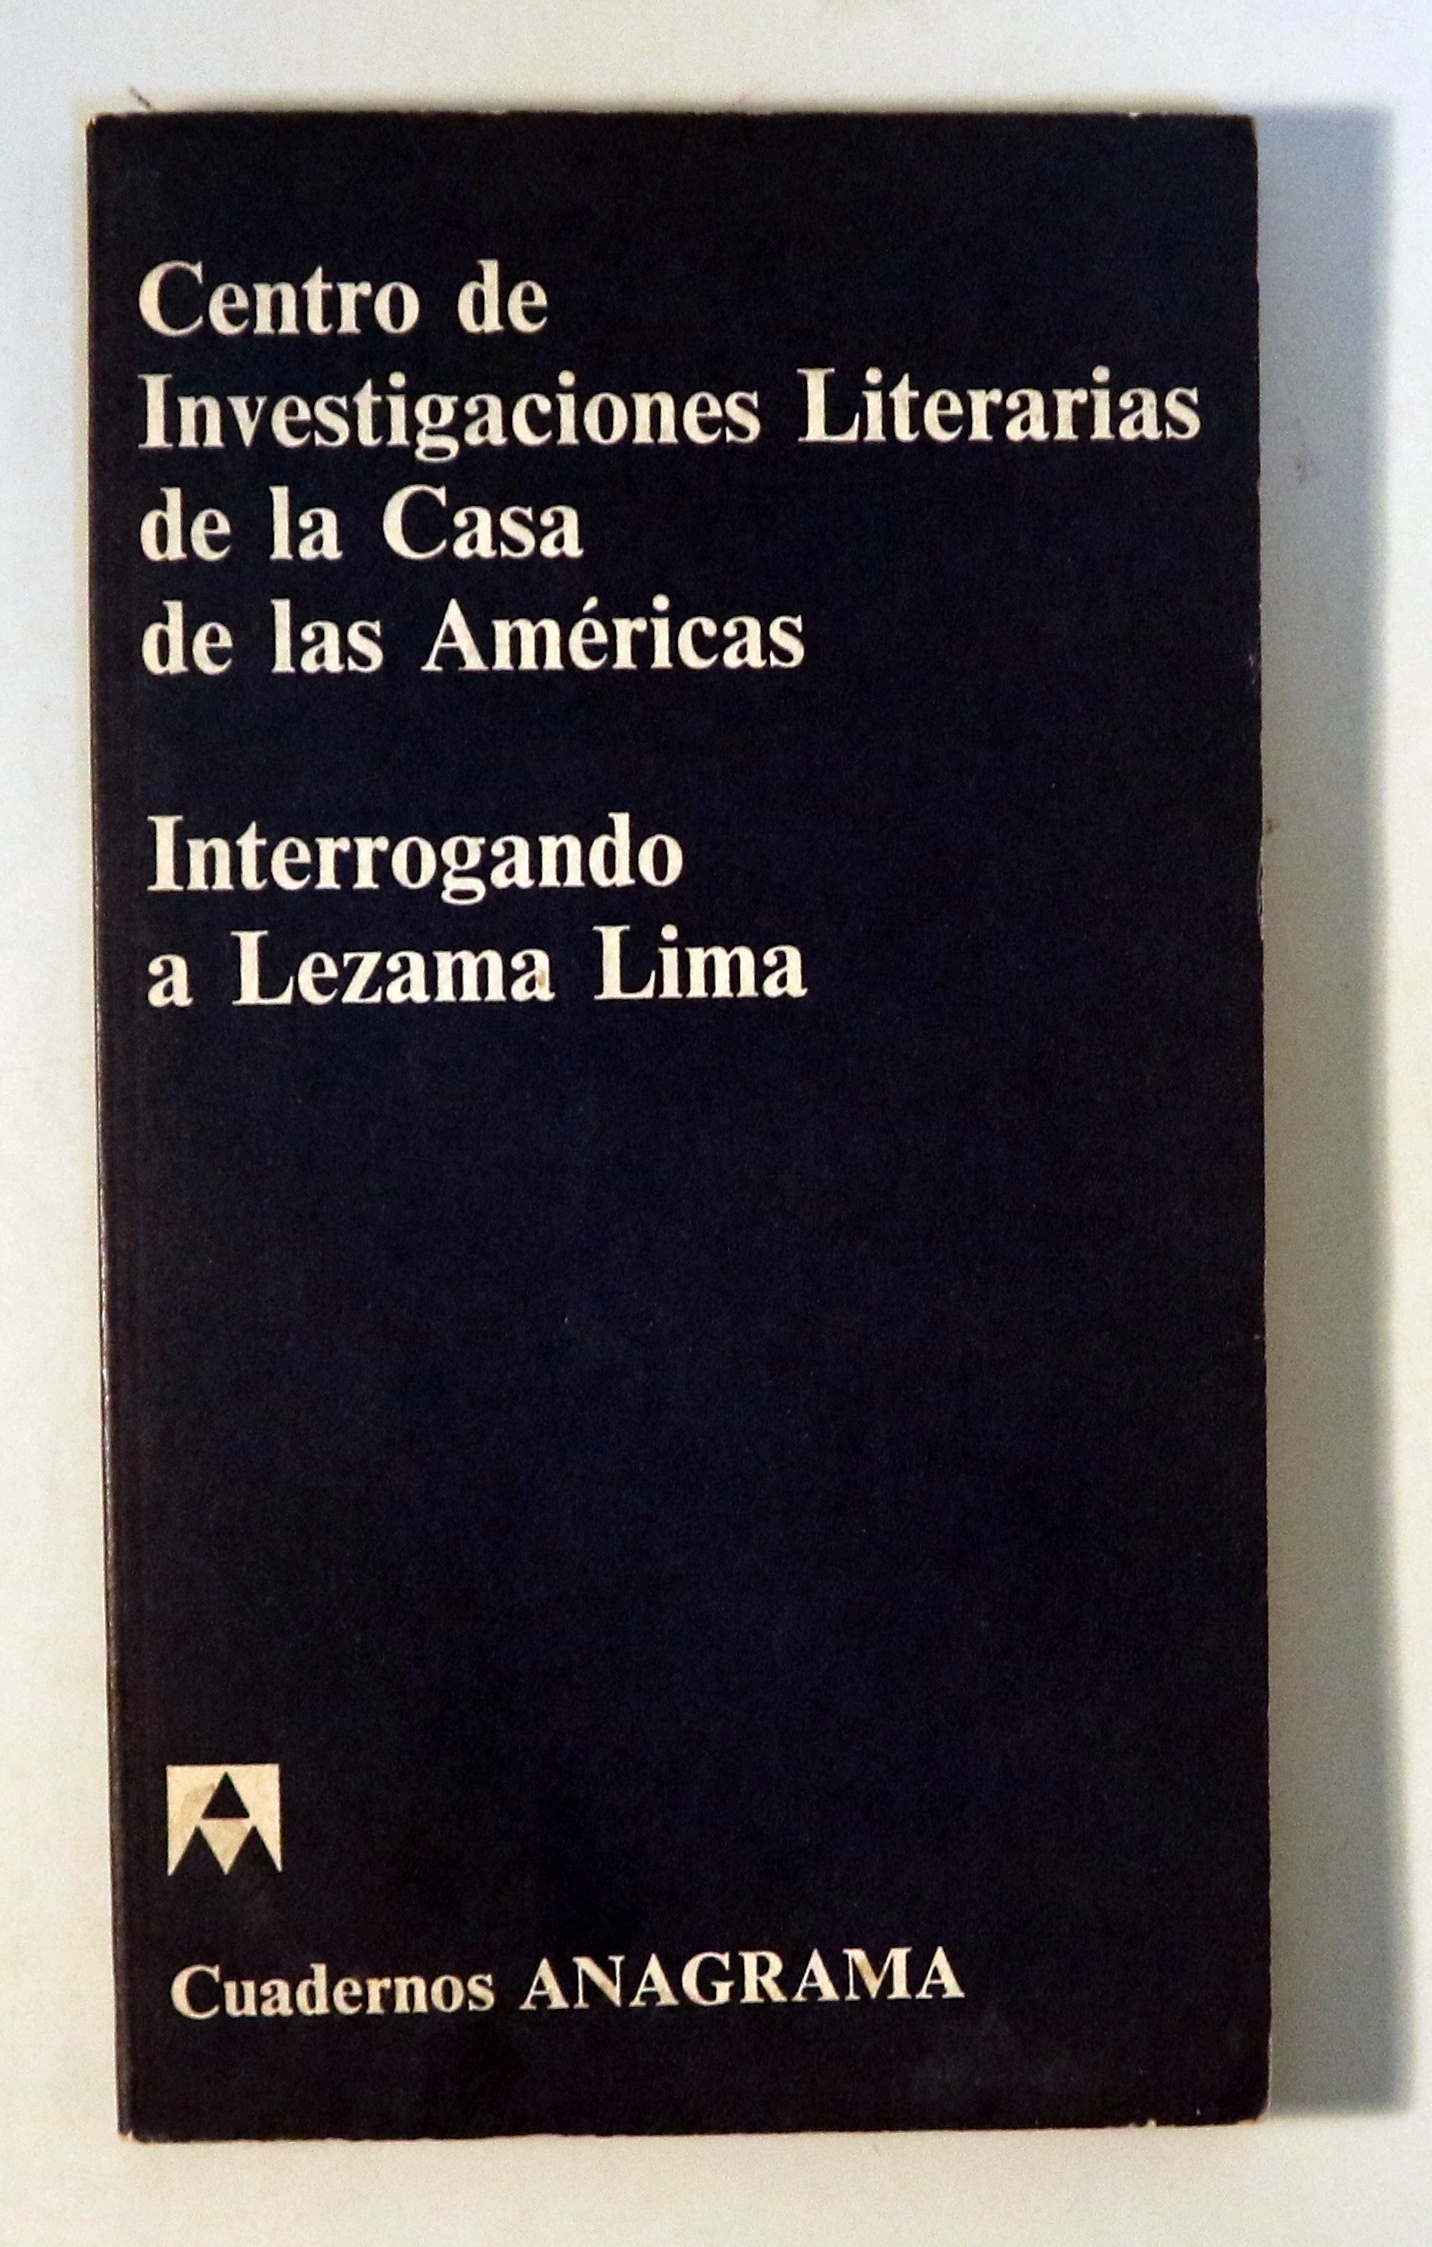 Centro de
Investigaciones Literarias
de la Casa
de las Américas
Interrogando
a Lezama Lima
Cuadernos ANAGRAMA